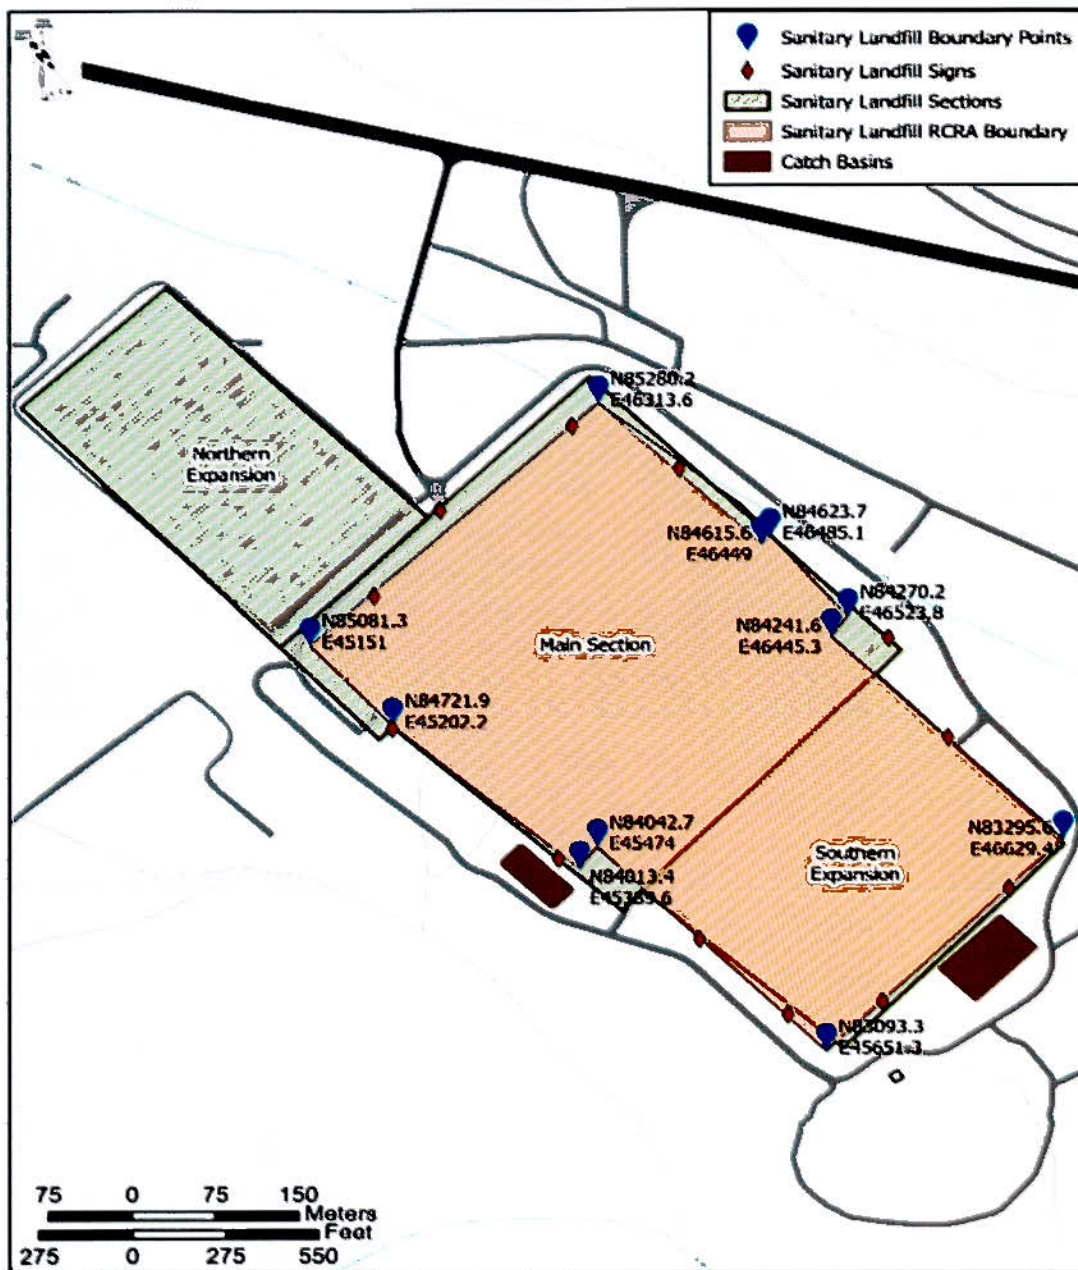 Sanitary Landfill Boundary Points
Sanitary Landfill Signs
Sanitary Landfill Sections
Sanitary Landfill RCRA Boundary
Catch Basins
N85280.2
E46313.6
Northern
Expansion
N84623.7
E46485.1
N84615.6
E46449
N84270.2
E46523.8
N84241.6
E46445.3
N85081.3
E45151
Main Section
N84721.9
E45202.2
N84042.7
E45474
N84013.4
E45389.6
N83295.6
E46629.4
Southern
Expansion
N83093.3
E45651.3
75 0 75 150
Meters
Feet
275 0 275 550